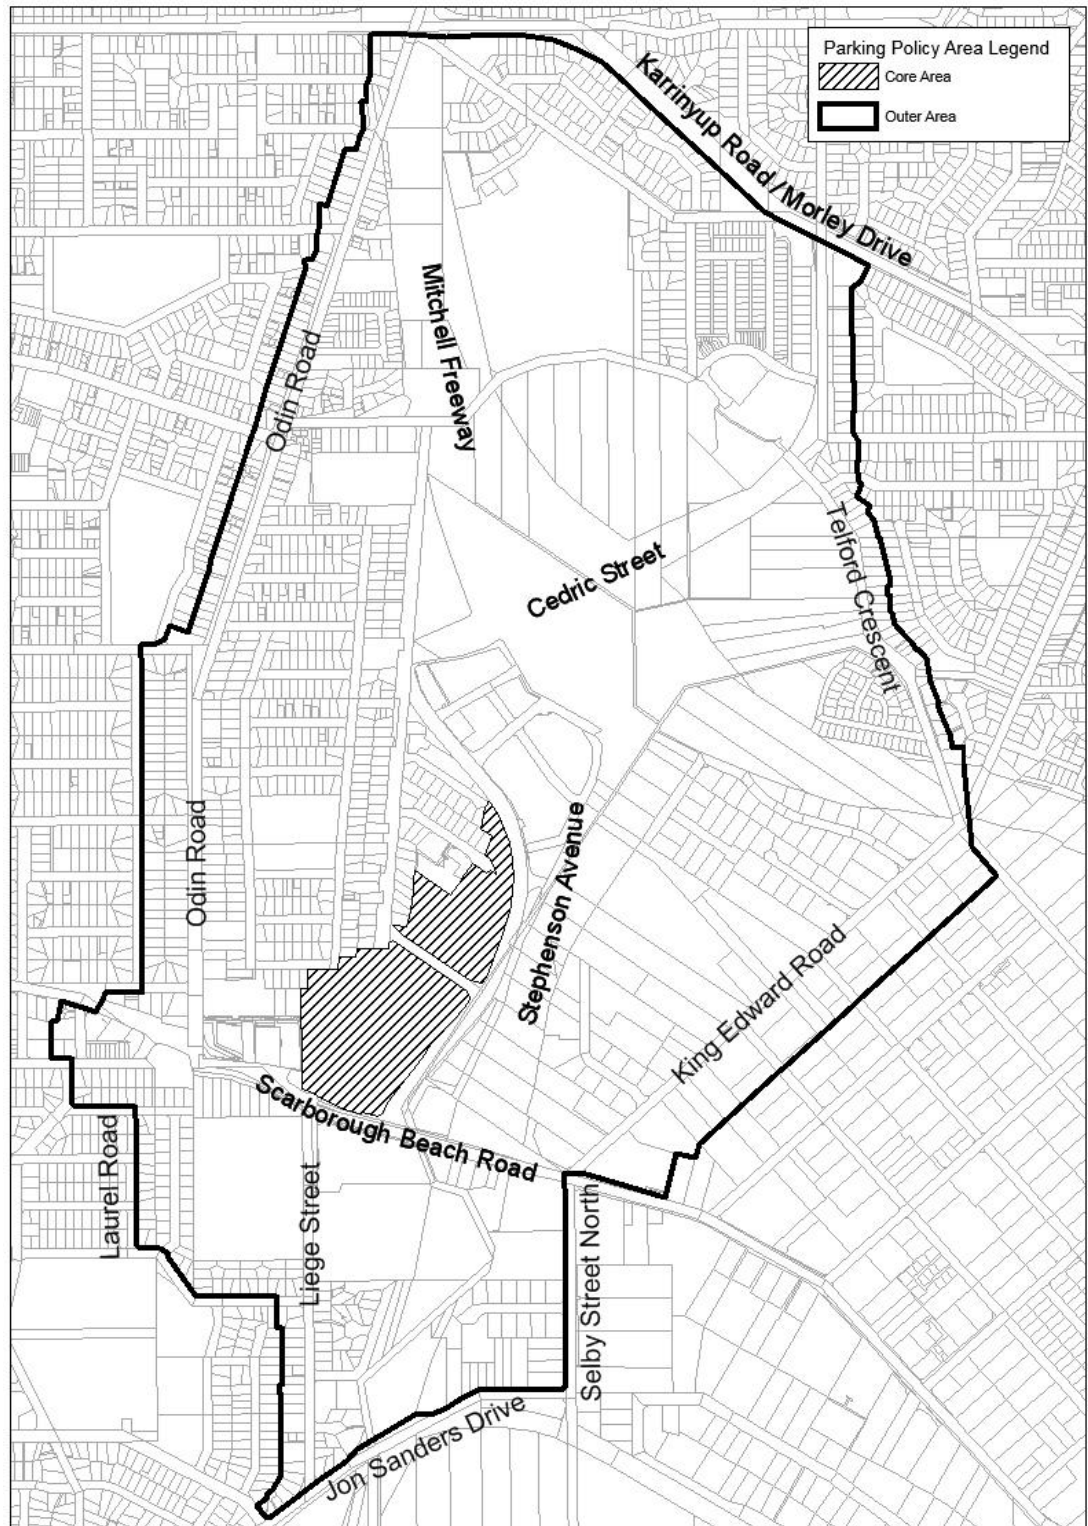 Parking Policy Area Legend
Core Area
Outer Area
Karrinyup Road / Morley Drive
Mitchell Freeway
Odin Road
Cedric Street
Telford Crescent
Odin Road
Stephenson Avenue
King Edward Road
Scarborough Beach Road
Laurel Road
Liege Street
Selby Street North
Jon Sanders Drive